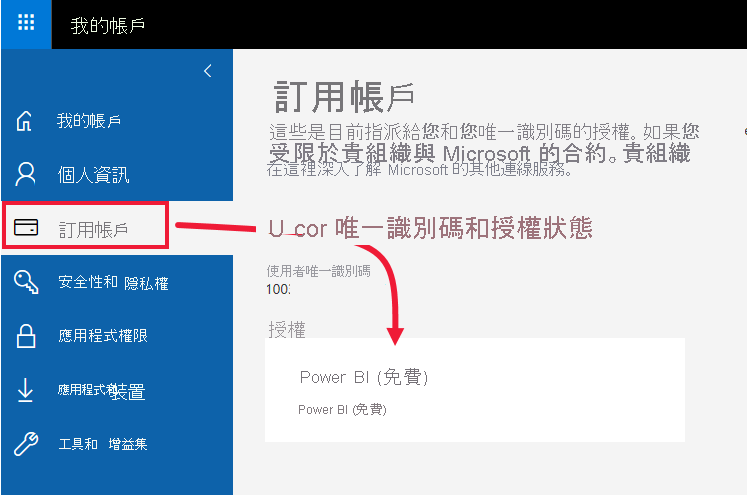 我的帳戶
我的帳戶
個人資訊
訂用帳戶
安全性和 隱私權
應用程式權限
應用程式和裝置
工具和 增益集
訂用帳戶
這些是目前指派給您和您唯一識別碼的授權。如果您
受限於貴組織與 Microsoft 的合約。貴組織
在這裡深入了解 Microsoft 的其他連線服務。
U cor 唯一識別碼和授權狀態
使用者唯一識別碼
100
授權
Power BI (免費)
Power BI (免費)